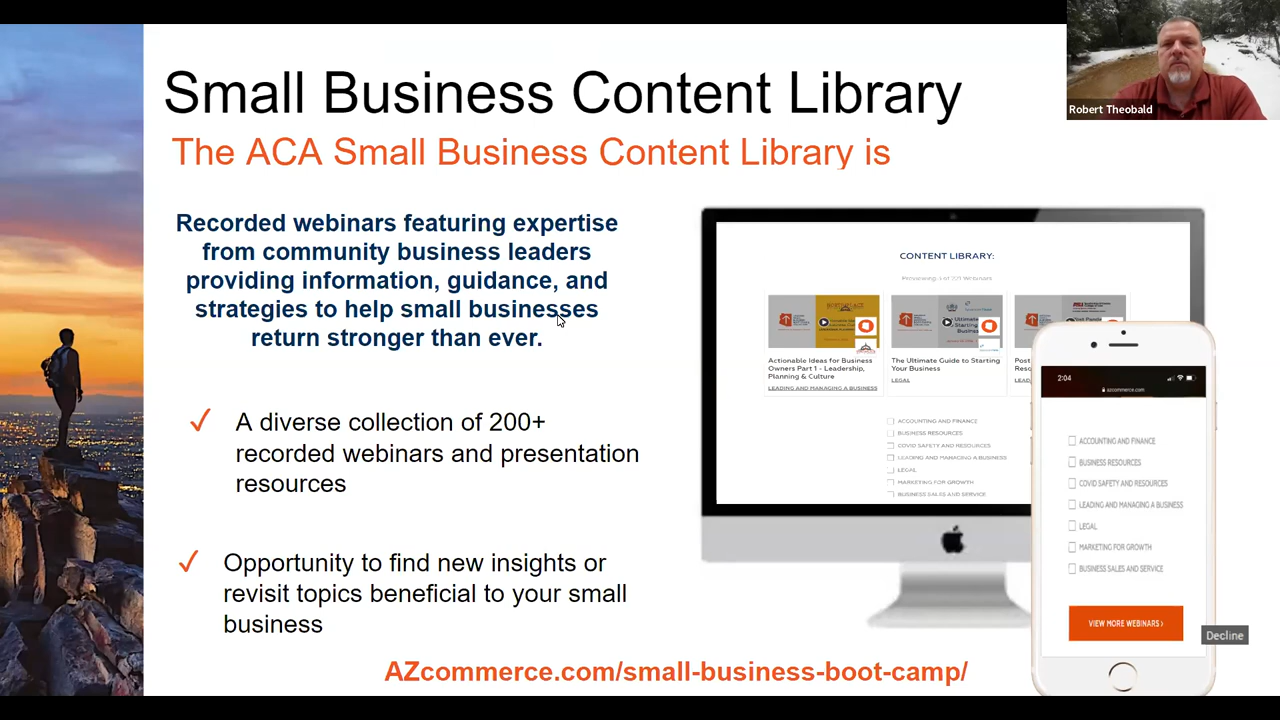 Small Business Content Library
The ACA Small Business Content Library is
Robert Theobald
Recorded webinars featuring expertise
from community business leaders
providing information, guidance, and
strategies to help small businesses
return stronger than ever.
✓ A diverse collection of 200+
recorded webinars and presentation
resources
✓ Opportunity to find new insights or
revisit topics beneficial to your small
business
AZcommerce.com/small-business-boot-camp/
CONTENT LIBRARY:
Actionable Ideas for Business
Owners Part 1 - Leadership,
Planning & Culture
LEADING AND MANAGING A BUSINESS
The Ultimate Guide to Starting
Your Business
LEGAL
Post
ACCOUNTING AND FINANCE
BUSINESS RESOURCES
COVID SAFETY AND RESOURCES
LEADING AND MANAGING A BUSINESS
LEGAL
MARKETING FOR GROWTH
BUSINESS SALES AND SERVICE
2:04
azcommerce.com
ACCOUNTING AND FINANCE
BUSINESS RESOURCES
COVID SAFETY AND RESOURCES
LEADING AND MANAGING A BUSINESS
LEGAL
MARKETING FOR GROWTH
BUSINESS SALES AND SERVICE
VIEW MORE WEBINARS ›
Decline